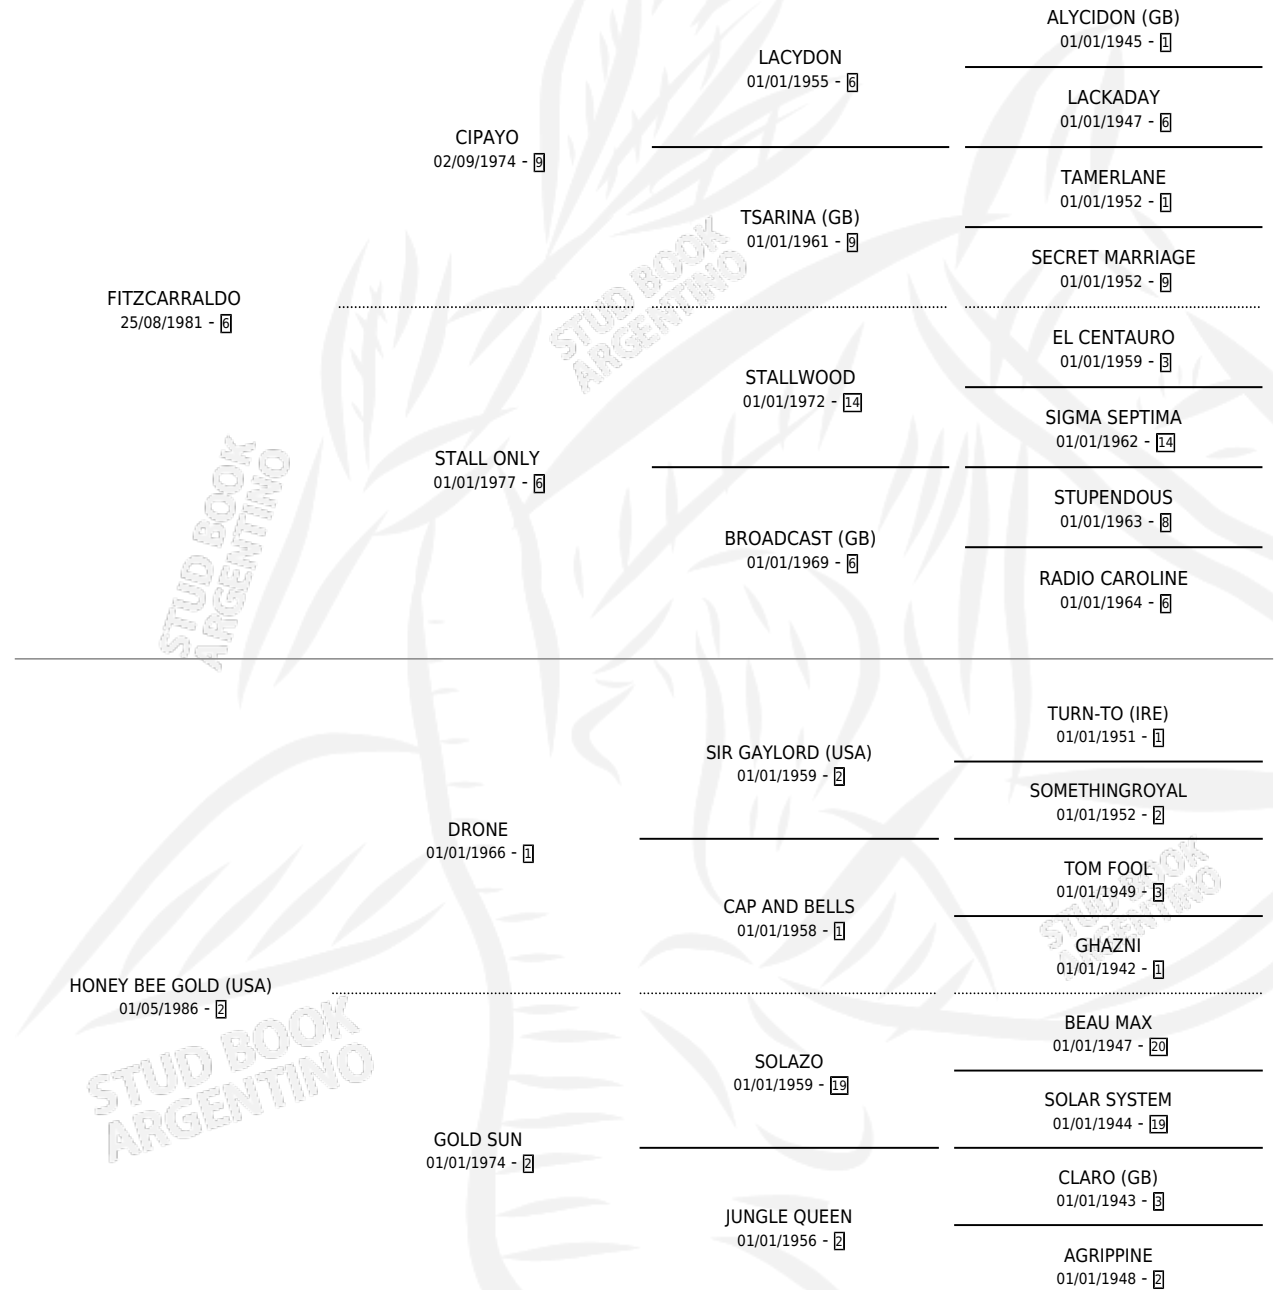 ALYCIDON (GB)
01/01/1945 - 1
LACYDON
01/01/1955 - 6
LACKADAY
01/01/1947 - 6
CIPAYO
02/09/1974 - 9
TAMERLANE
01/01/1952 - 1
TSARINA (GB)
01/01/1961 - 9
SECRET MARRIAGE
01/01/1952 - 9
FITZCARRALDO
25/08/1981 - 6
EL CENTAURO
01/01/1959 - 3
STALLWOOD
01/01/1972 - 14
SIGMA SEPTIMA
01/01/1962 - 14
STALL ONLY
01/01/1977 - 6
STUPENDOUS
01/01/1963 - 8
BROADCAST (GB)
01/01/1969 - 6
RADIO CAROLINE
01/01/1964 - 6
TURN-TO (IRE)
01/01/1951 - 1
SIR GAYLORD (USA)
01/01/1959 - 2
SOMETHINGROYAL
01/01/1952 - 2
DRONE
01/01/1966 - 1
TOM FOOL
01/01/1949 - 3
CAP AND BELLS
01/01/1958 - 1
GHAZNI
01/01/1942 - 1
HONEY BEE GOLD (USA)
01/05/1986 - 2
BEAU MAX
01/01/1947 - 20
SOLAZO
01/01/1959 - 19
SOLAR SYSTEM
01/01/1944 - 19
GOLD SUN
01/01/1974 - 2
CLARO (GB)
01/01/1943 - 3
JUNGLE QUEEN
01/01/1956 - 2
AGRIPPINE
01/01/1948 - 2
STUD BOOK
ARGENTINO
STUD BOOK
ARGENTINO
STUD BOOK
ARGENTINO
STUD BOOK
ARGENTINO